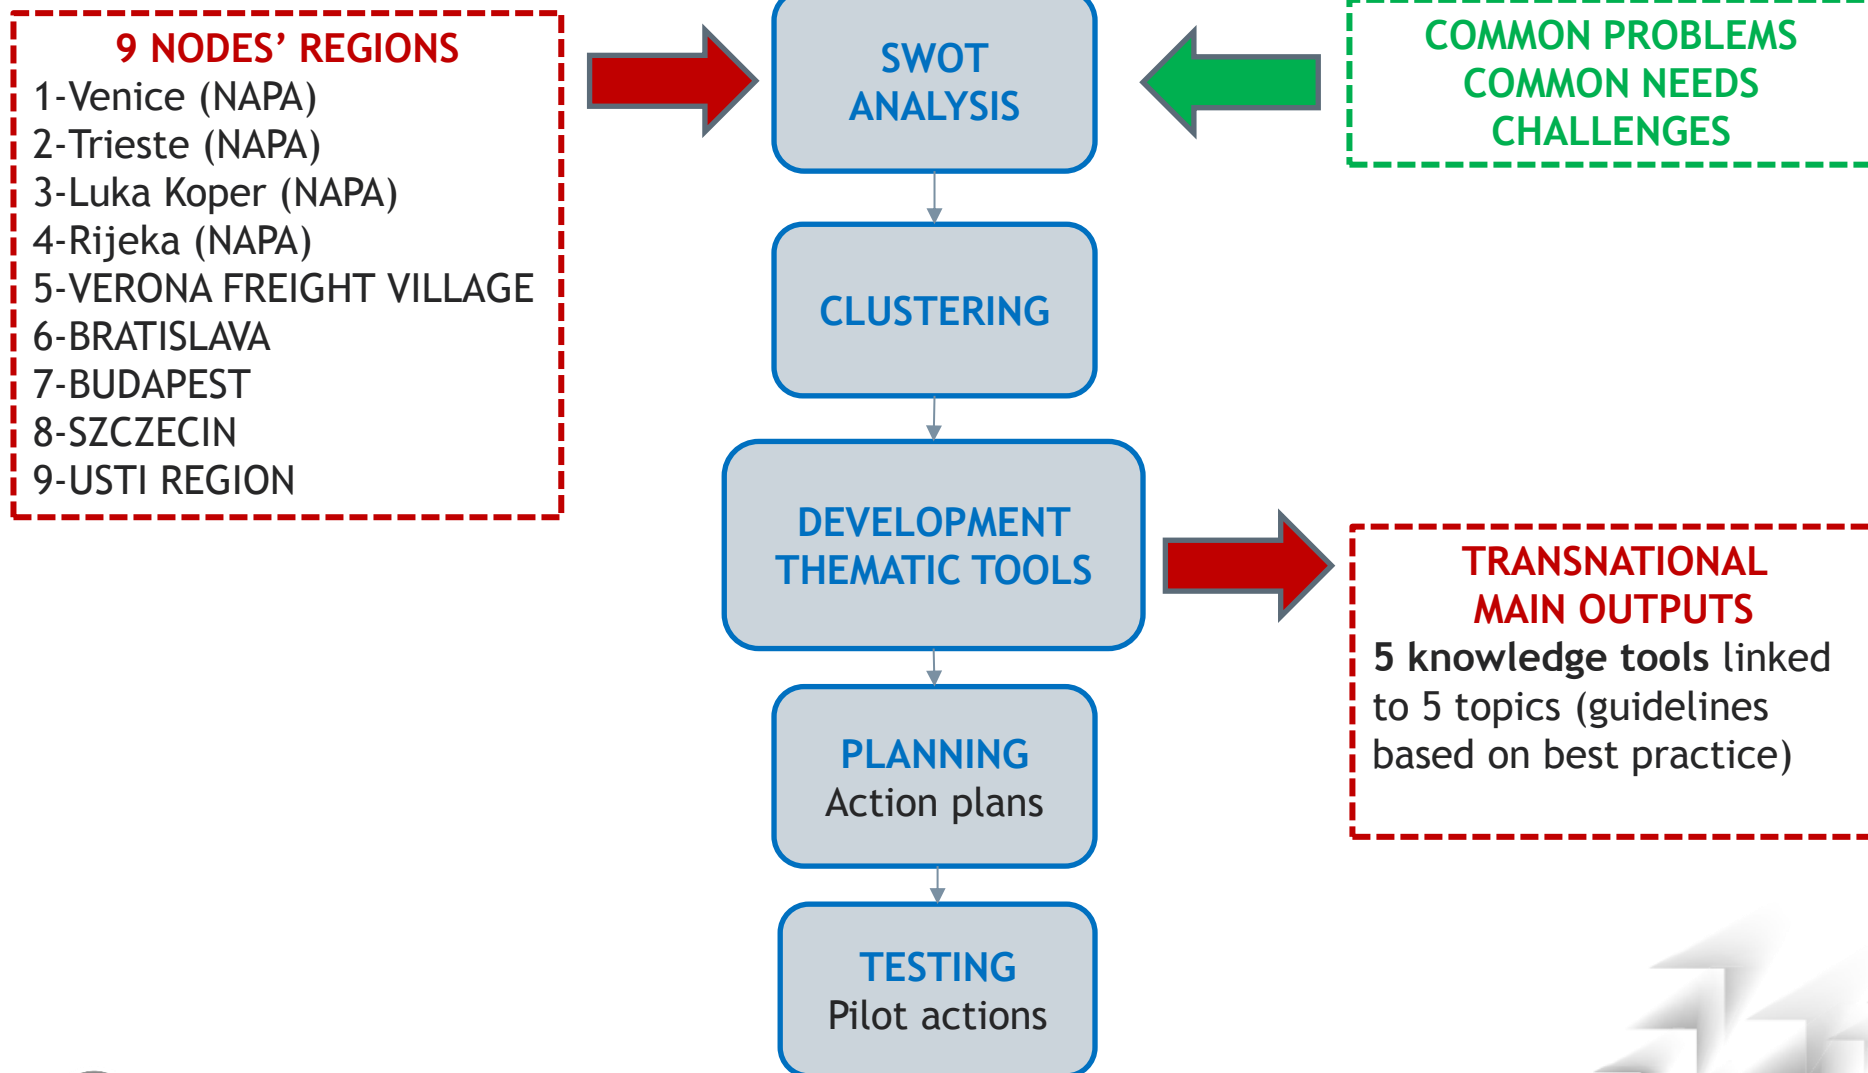 9 NODES’ REGIONS
1-Venice (NAPA)
2-Trieste (NAPA)
3-Luka Koper (NAPA)
4-Rijeka (NAPA)
5-VERONA FREIGHT VILLAGE
6-BRATISLAVA
7-BUDAPEST
8-SZCZECIN
9-USTI REGION
SWOT
ANALYSIS
COMMON PROBLEMS
COMMON NEEDS
CHALLENGES
CLUSTERING
DEVELOPMENT
THEMATIC TOOLS
TRANSNATIONAL
MAIN OUTPUTS
5 knowledge tools linked
to 5 topics (guidelines
based on best practice)
PLANNING
Action plans
TESTING
Pilot actions